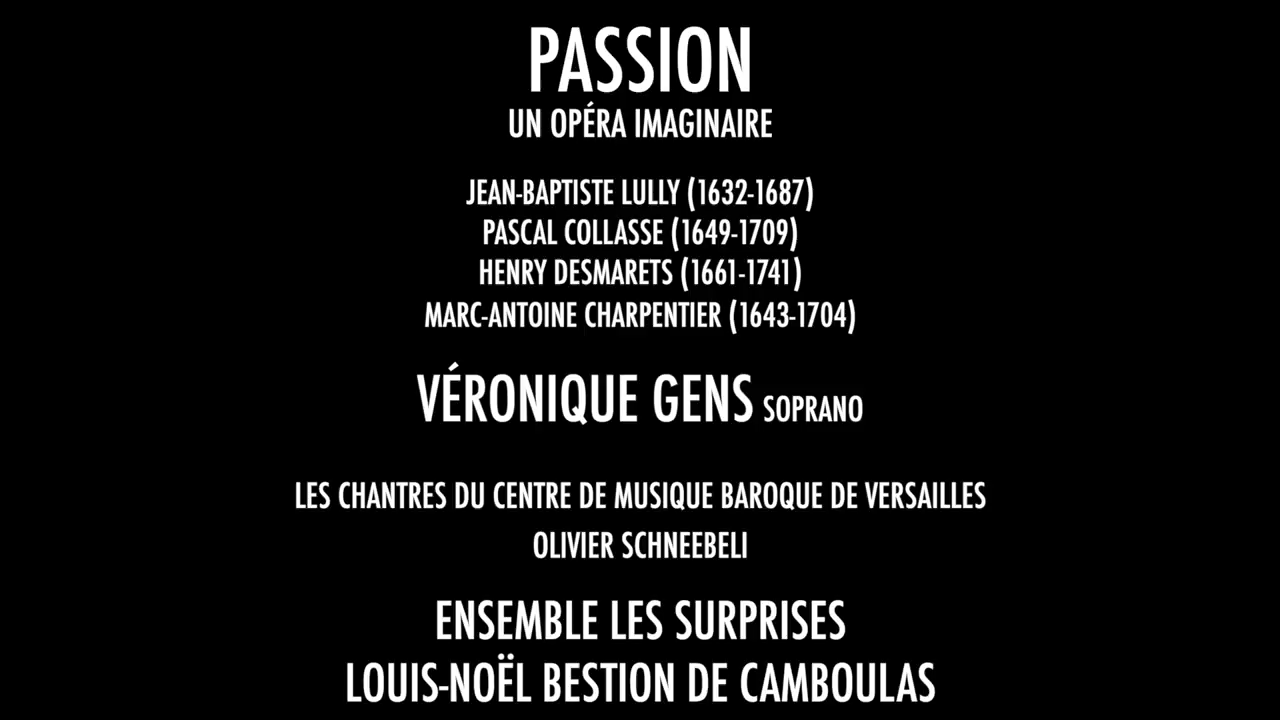 PASSION
UN OPÉRA IMAGINAIRE
JEAN-BAPTISTE LULLY (1632-1687)
PASCAL COLLASSE (1649-1709)
HENRY DESMARETS (1661-1741)
MARC-ANTOINE CHARPENTIER (1643-1704)
VÉRONIQUE GENS SOPRANO
LES CHANTRES DU CENTRE DE MUSIQUE BAROQUE DE VERSAILLES
OLIVIER SCHNEEBELI
ENSEMBLE LES SURPRISES
LOUIS-NOËL BESTION DE CAMBOULAS